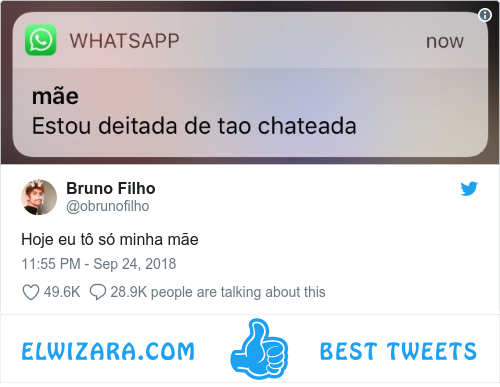 WHATSAPP now
mãe
Estou deitada de tao chateada
Bruno Filho
@obrunofilho
Hoje eu tô só minha mãe
11:55 PM - Sep 24, 2018
49.6K 28.9K people are talking about this
ELWIZARA.COM BEST TWEETS